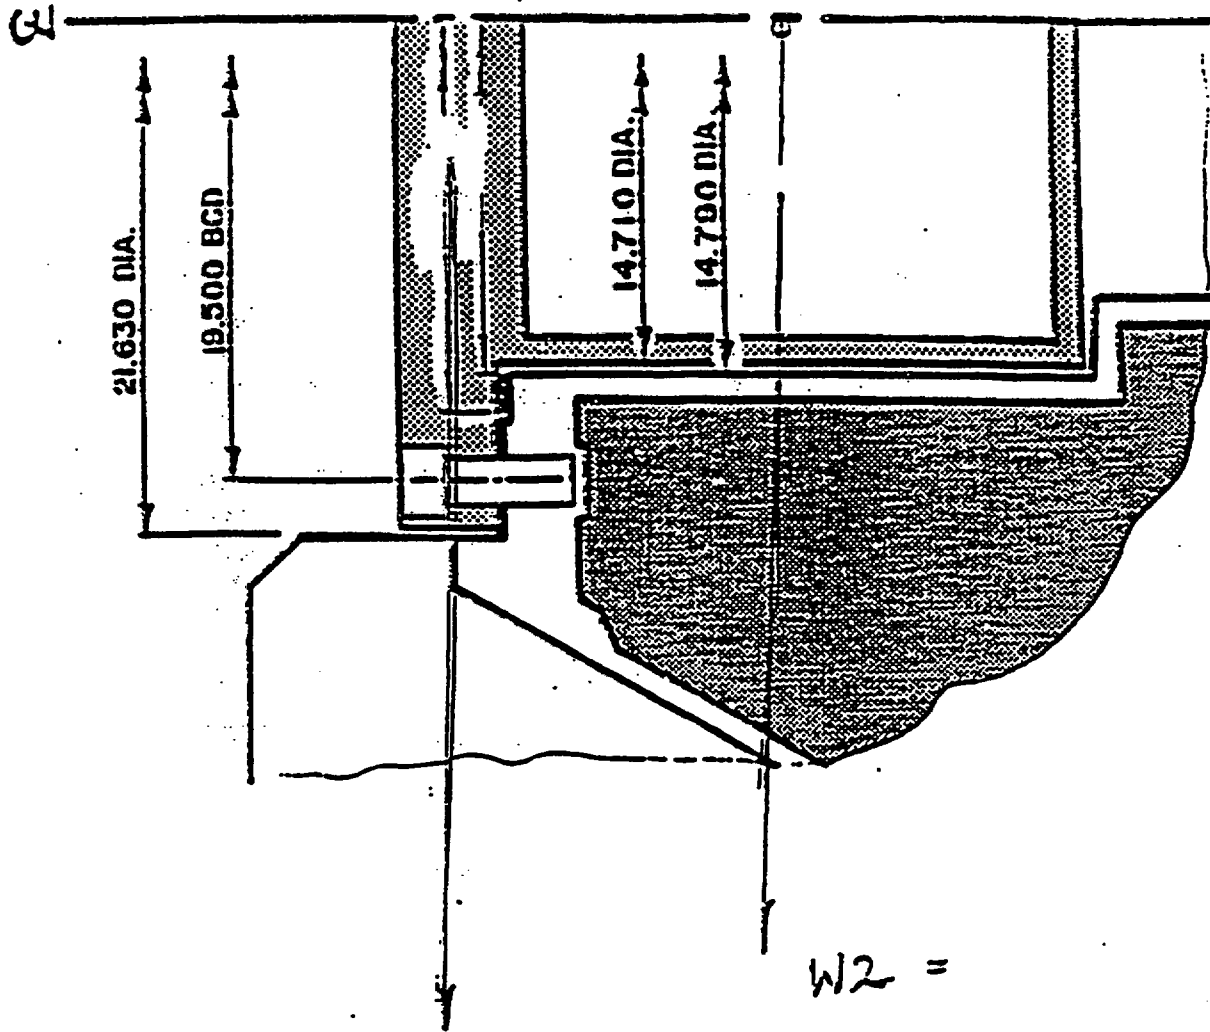 ℄
21.630 DIA.
19.500 BCD
14.710 DIA.
14.790 DIA.
W2 =